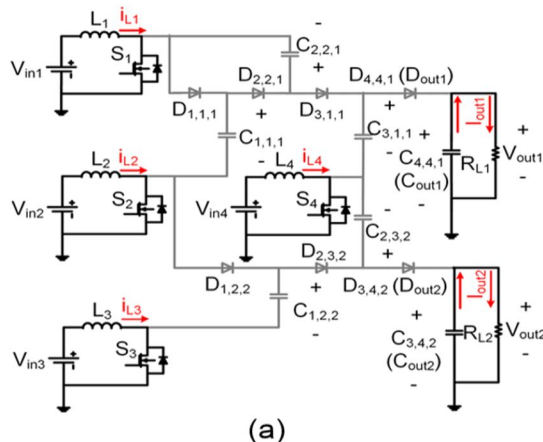 L1 iL1 -
S1 C2,2,1
Vin1 D2,2,1 + D4,4,1 (Dout1)
D1,1,1 + D3,1,1 + Iout1
C1,1,1 C3,1,1 + +
L2 iL2 - L4 iL4 - C4,4,1 RL1 Vout1
S2 (Cout1) -
Vin2 Vin4 S4 - -
C2,3,2
D2,3,2 + +
D1,2,2 + D3,4,2 (Dout2) Iout2
L3 iL3 C1,2,2 + +
S3 - C3,4,2 RL2 Vout2
Vin3 (Cout2) -
-
(a)